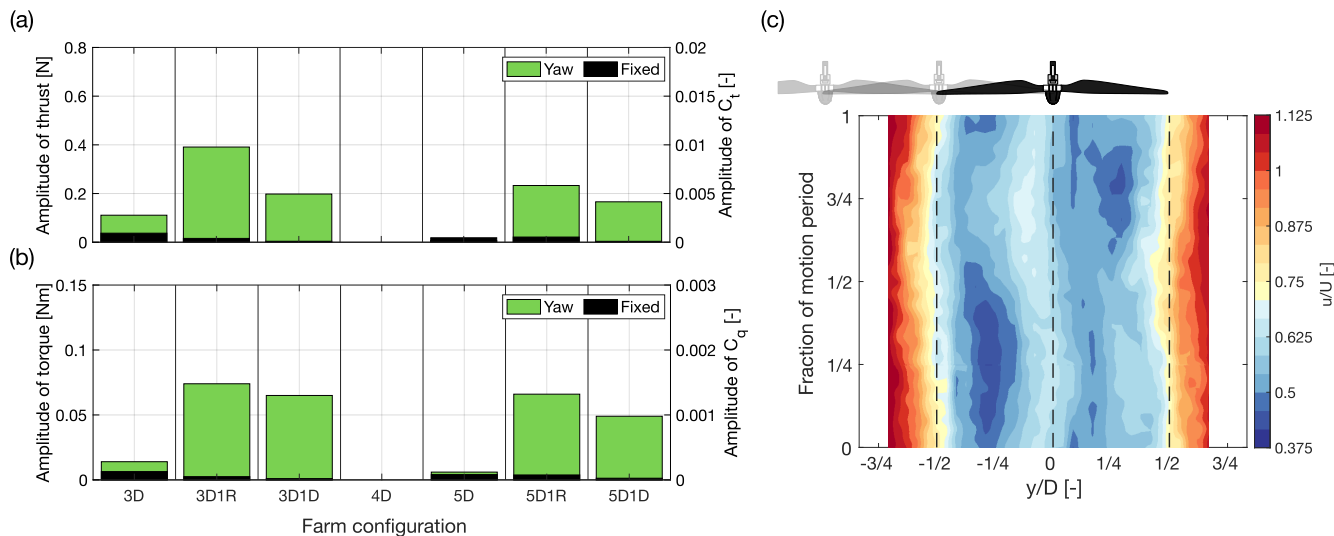 (a)
0.8
0.6
0.4
0.2
0
Amplitude of thrust [N]
Yaw Fixed
0.02
0.015
0.01
0.005
0
Amplitude of Ct [-]
(b)
0.15
0.1
0.05
0
Amplitude of torque [Nm]
Yaw Fixed
0.003
0.002
0.001
0
Amplitude of Cq [-]
3D 3D1R 3D1D 4D 5D 5D1R 5D1D
Farm configuration
(c)
1
3/4
1/2
1/4
0
Fraction of motion period
-3/4 -1/2 -1/4 0 1/4 1/2 3/4
y/D [-]
1.125
1
0.875
0.75
0.625
0.5
0.375
u/U [-]